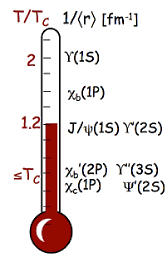 T/T_C 1/⟨r⟩ [fm⁻¹]
2 ϒ(1S)
χ_b(1P)
1.2 J/ψ(1S) ϒ'(2S)
≤T_C χ_b'(2P) ϒ''(3S)
χ_c(1P) Ψ'(2S)